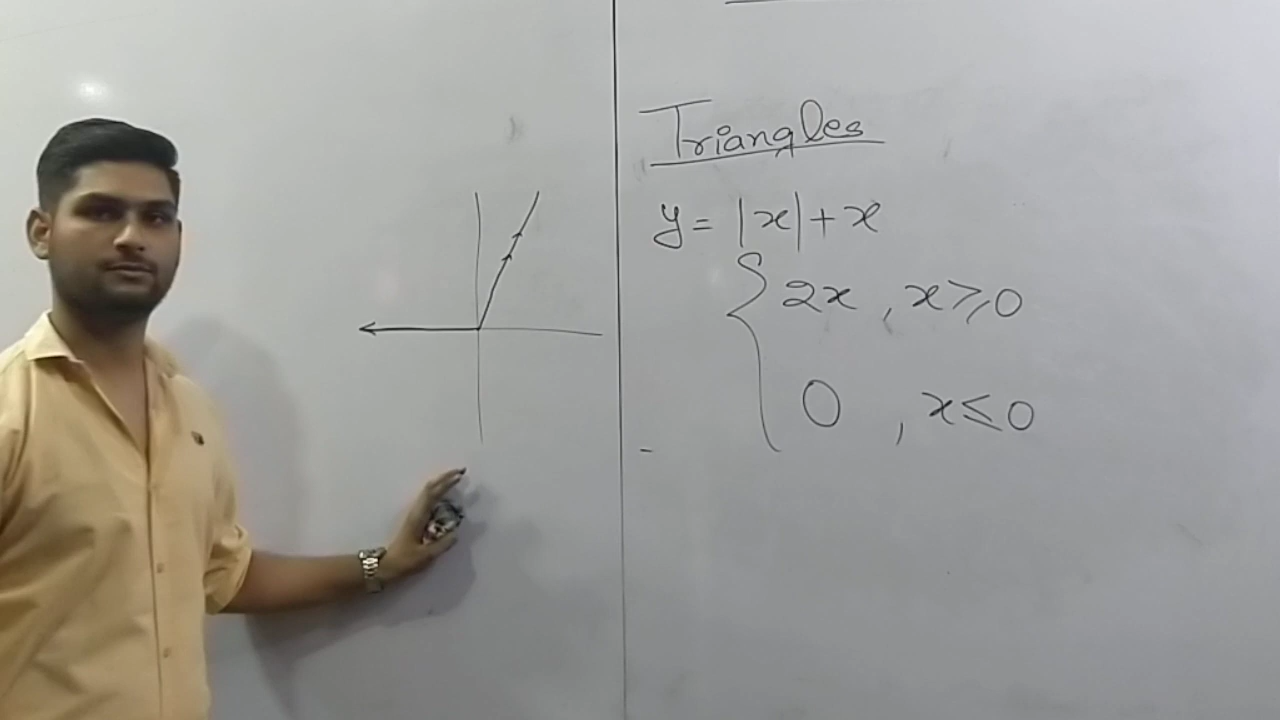 Triangles
y = |x| + x
{ 2x , x ⩾ 0
0 , x ≤ 0